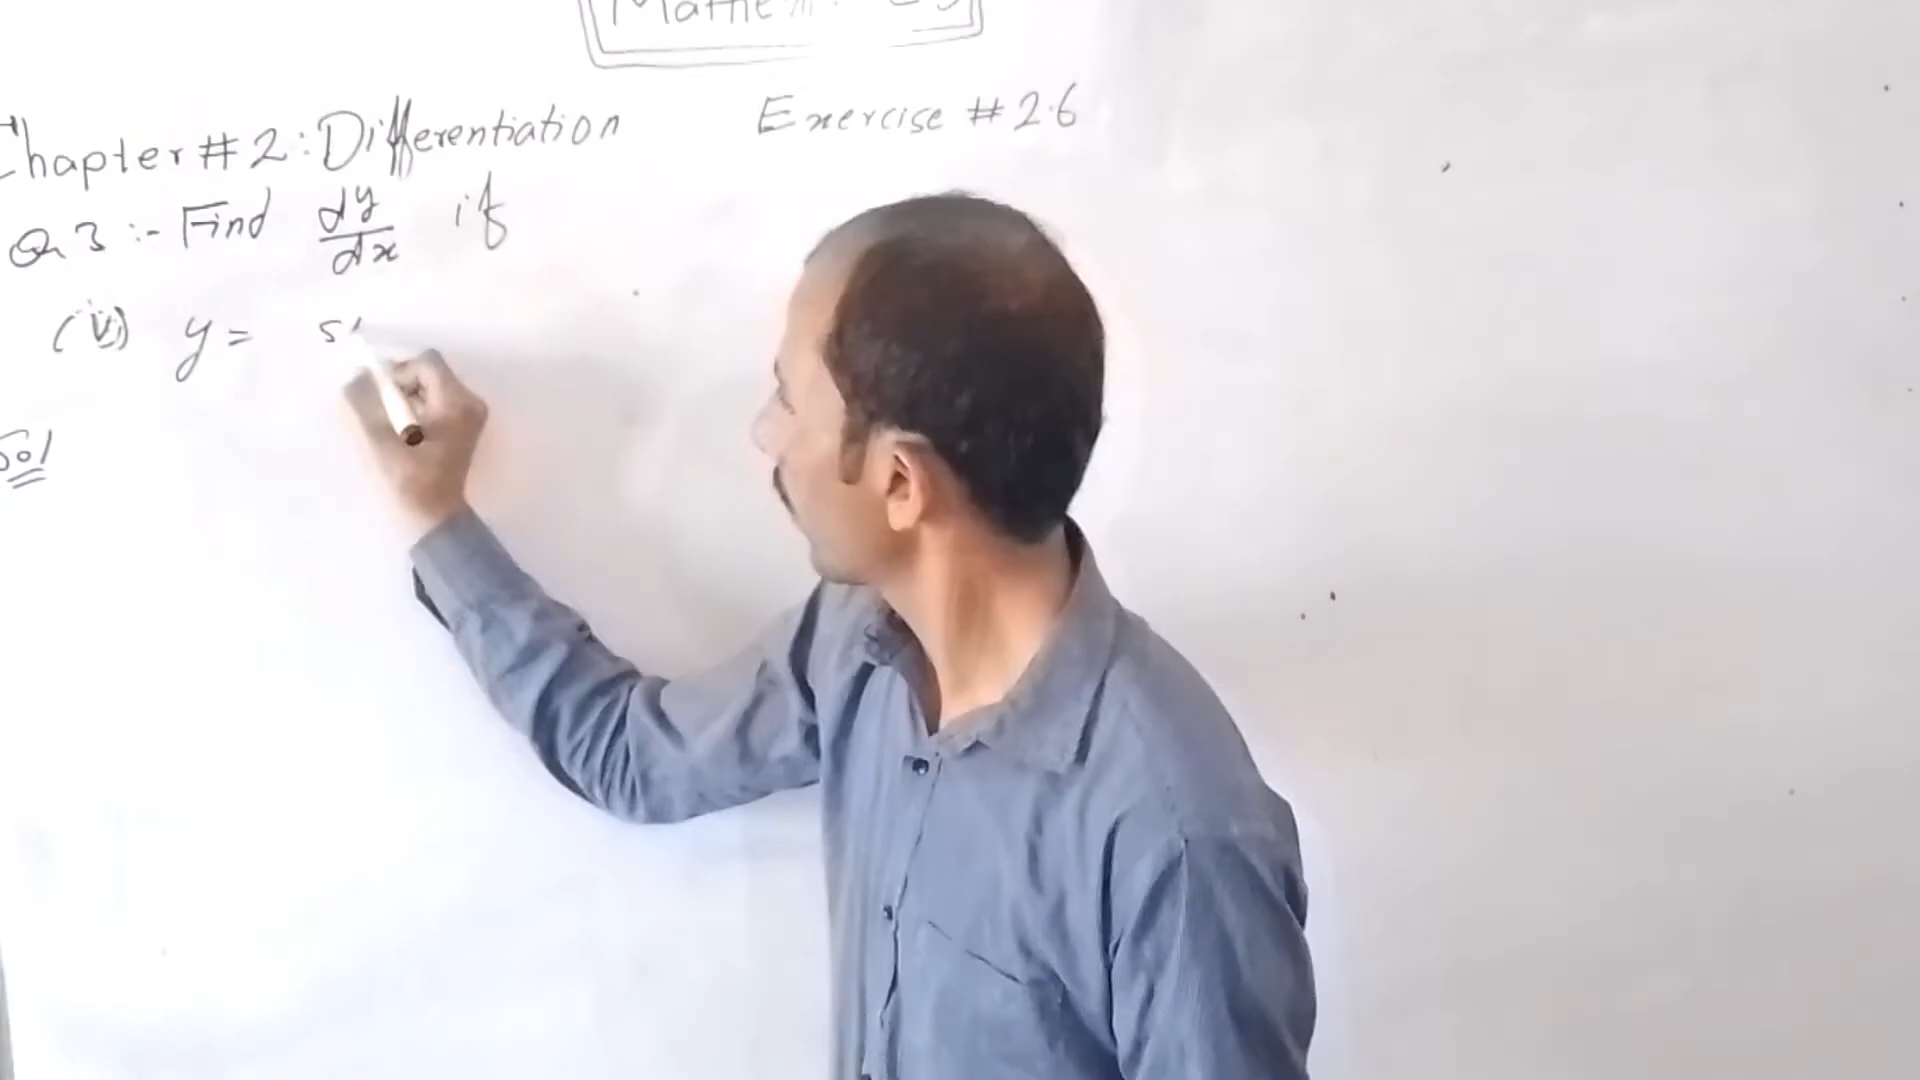 Chapter # 2 : Differentiation Exercise # 2.6
Q 3 :- Find dy/dx if
(vi) y =
Sol